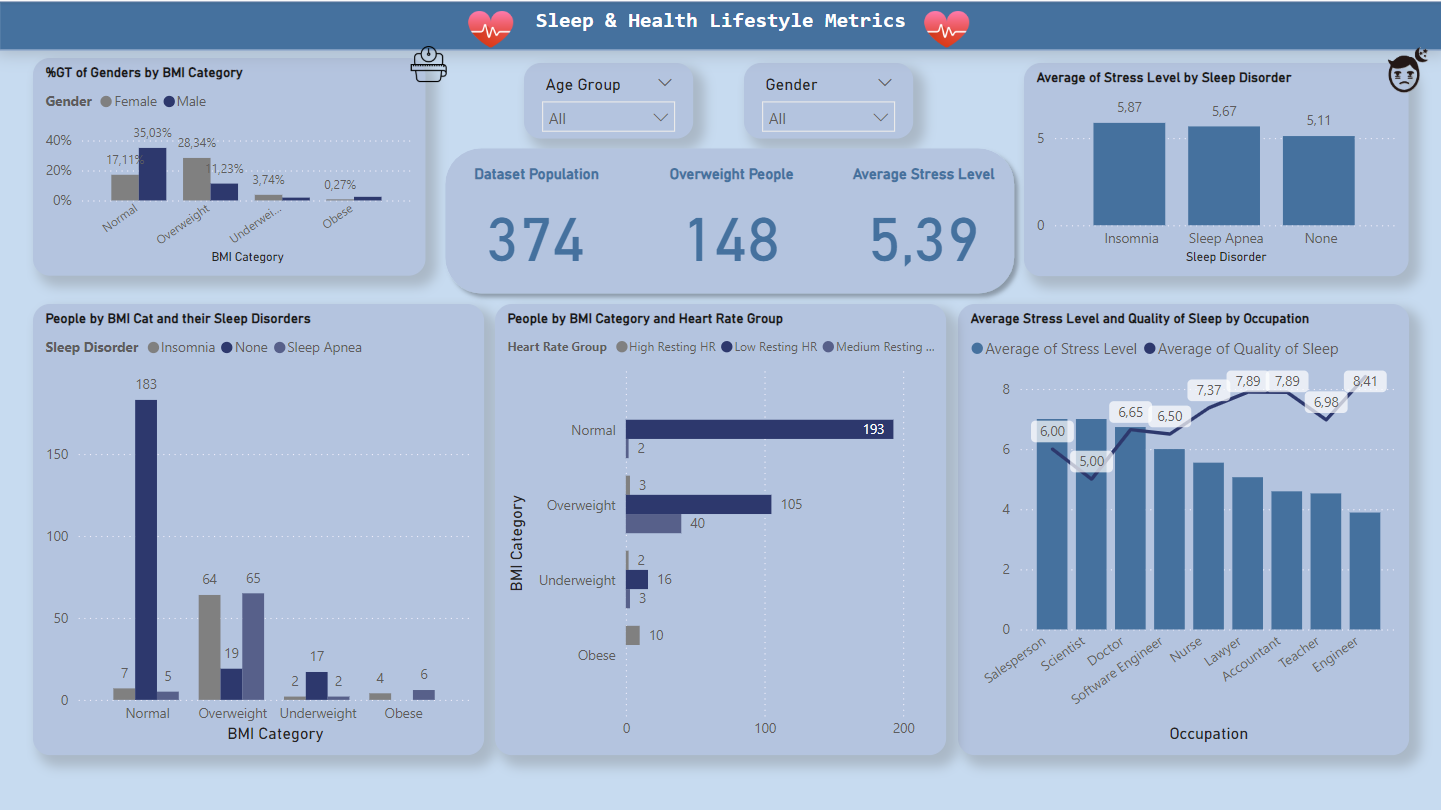 Sleep & Health Lifestyle Metrics
%GT of Genders by BMI Category
Gender Female Male
40%
20%
0%
17,11%
35,03%
28,34%
11,23%
3,74%
0,27%
Normal
Overweight
Underwei...
Obese
BMI Category
Age Group
All
Gender
All
Dataset Population
374
Overweight People
148
Average Stress Level
5,39
Average of Stress Level by Sleep Disorder
5
0
5,87
5,67
5,11
Insomnia
Sleep Apnea
None
Sleep Disorder
People by BMI Cat and their Sleep Disorders
Sleep Disorder Insomnia None Sleep Apnea
150
100
50
0
7
183
5
64
19
65
2
17
2
4
6
Normal
Overweight
Underweight
Obese
BMI Category
People by BMI Category and Heart Rate Group
Heart Rate Group High Resting HR Low Resting HR Medium Resting ...
BMI Category
Normal
193
2
Overweight
3
105
40
Underweight
2
16
3
Obese
10
0
100
200
Average Stress Level and Quality of Sleep by Occupation
Average of Stress Level Average of Quality of Sleep
8
6
4
2
0
6,00
5,00
6,65
6,50
7,37
7,89
7,89
6,98
8,41
Salesperson
Scientist
Doctor
Software Engineer
Nurse
Lawyer
Accountant
Teacher
Engineer
Occupation